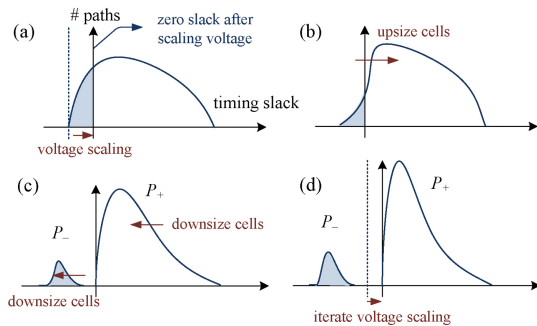 (a)
# paths
zero slack after
scaling voltage
timing slack
voltage scaling
(b)
upsize cells
(c)
P₋
P₊
downsize cells
downsize cells
(d)
P₋
P₊
iterate voltage scaling